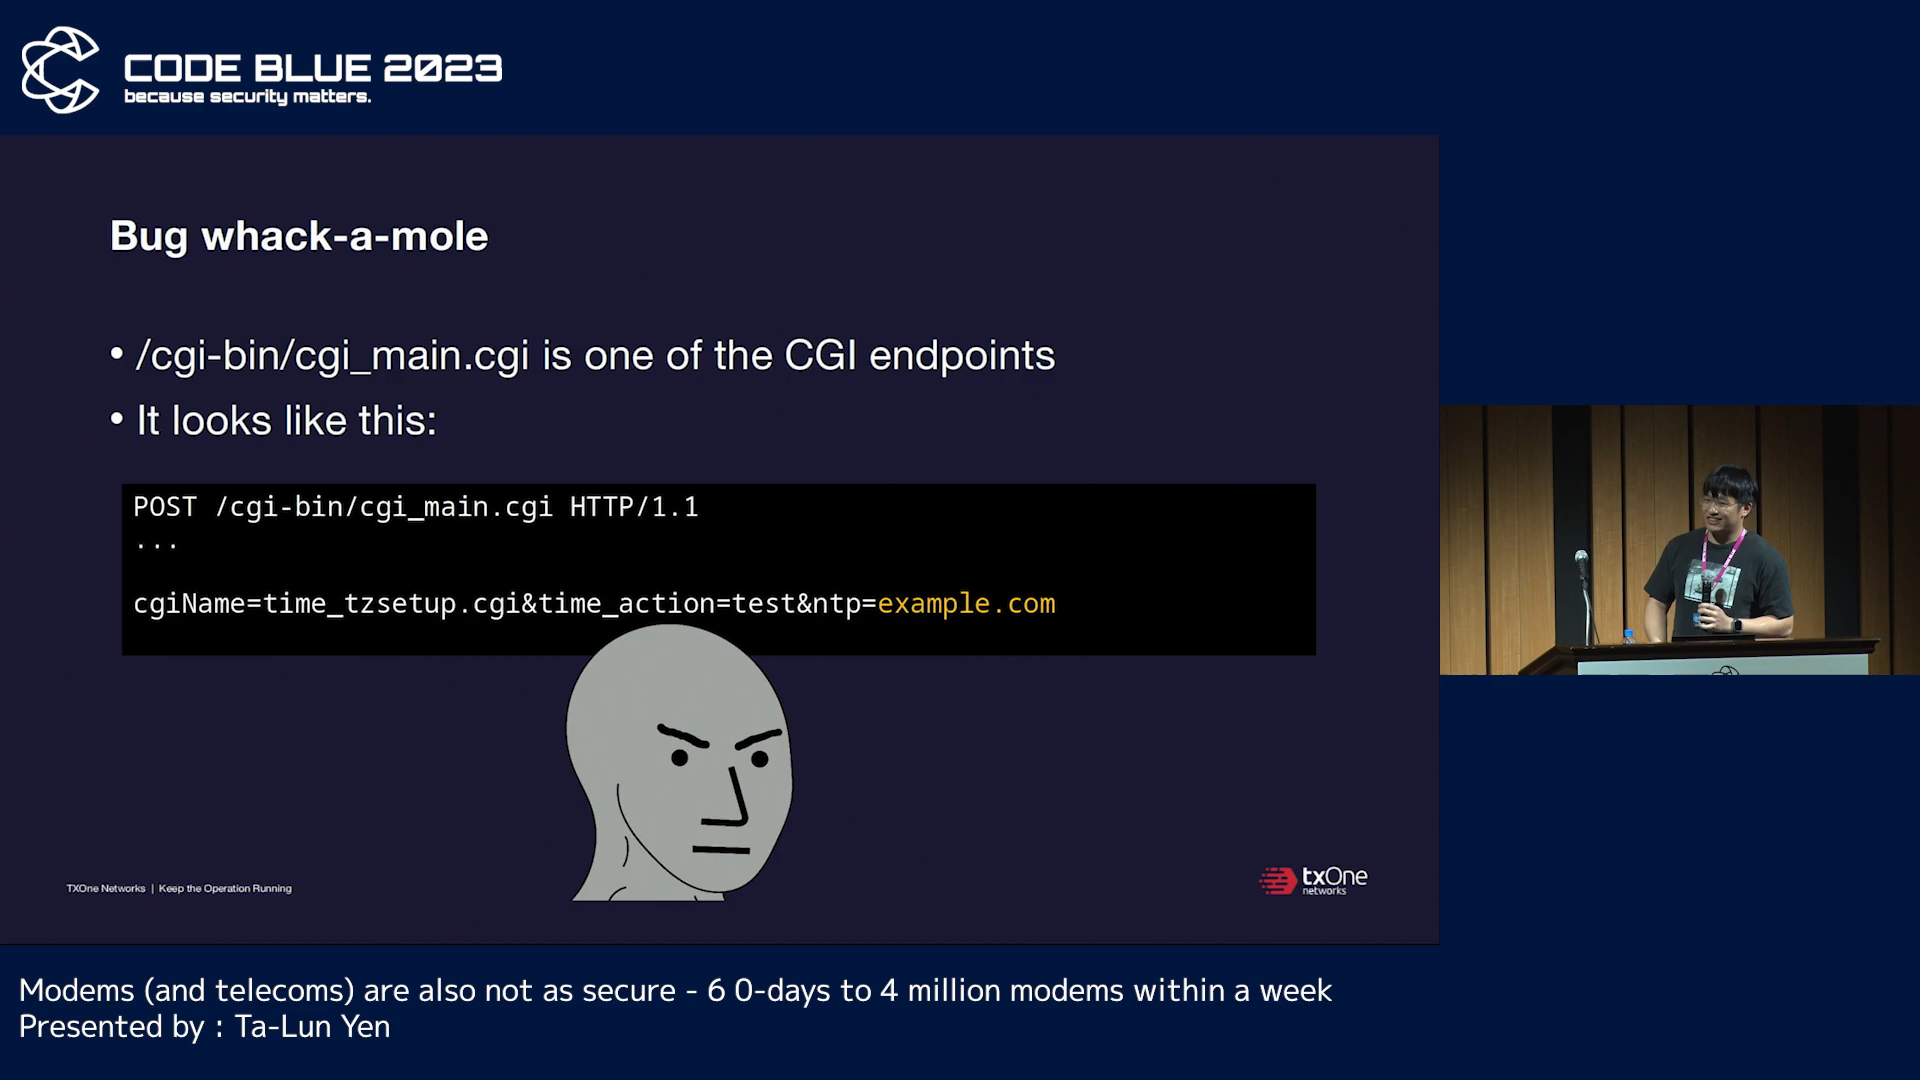 CODE BLUE 2023
because security matters.
Bug whack-a-mole
• /cgi-bin/cgi_main.cgi is one of the CGI endpoints
• It looks like this:
POST /cgi-bin/cgi_main.cgi HTTP/1.1
...
cgiName=time_tzsetup.cgi&time_action=test&ntp=example.com
TXOne Networks | Keep the Operation Running
txOne
networks
Modems (and telecoms) are also not as secure - 6 0-days to 4 million modems within a week
Presented by : Ta-Lun Yen